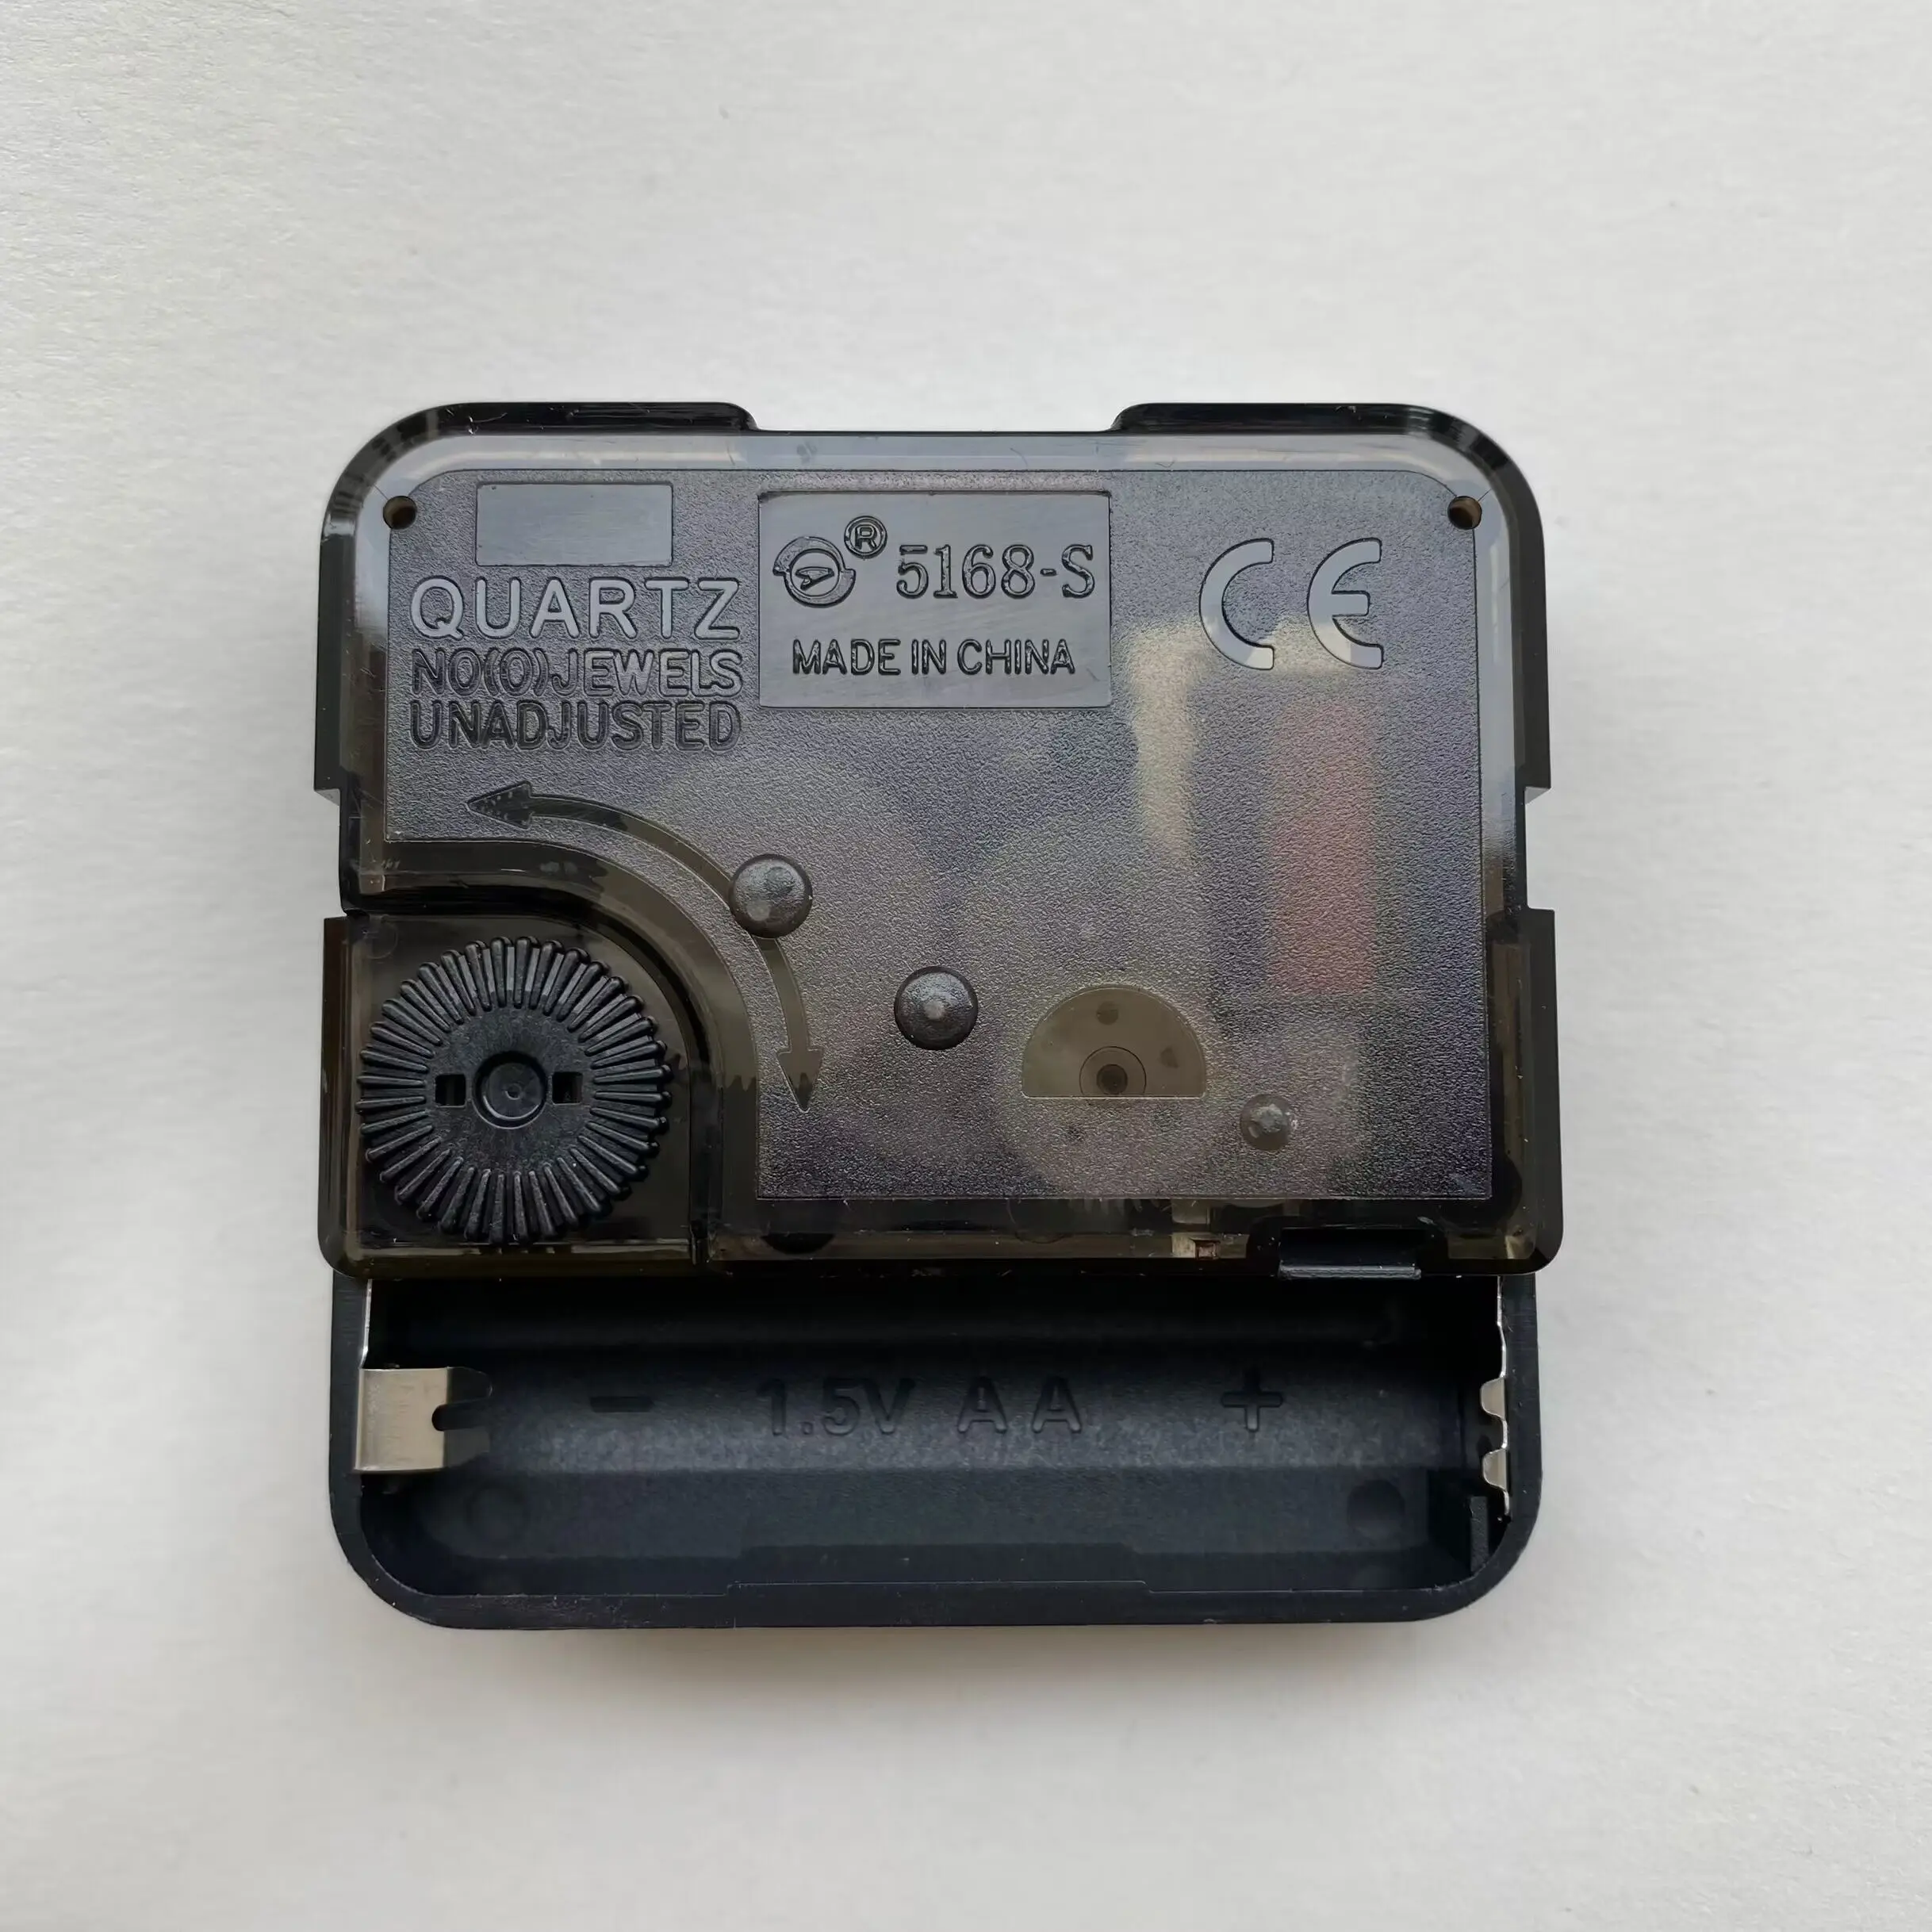 QUARTZ
NO(0)JEWELS
UNADJUSTED
® 5168-S
MADE IN CHINA
CE
- 1.5V AA +